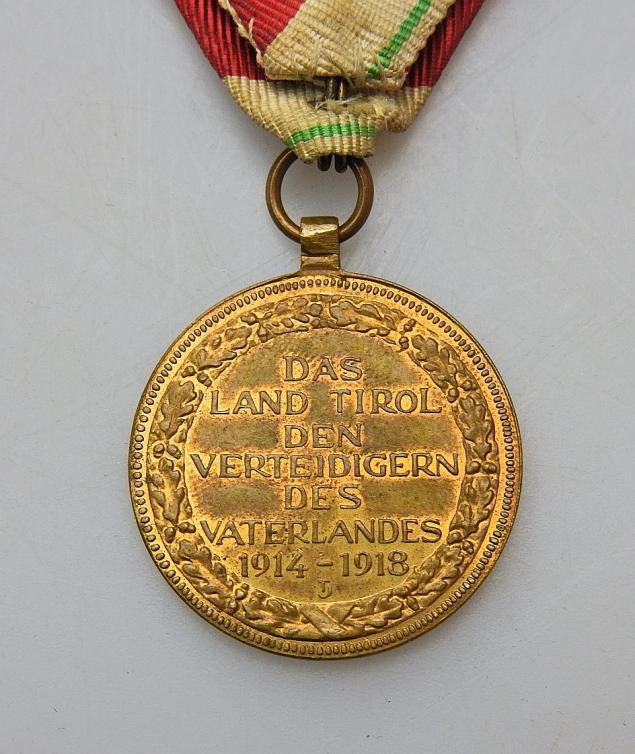 DAS
LAND TIROL
DEN
VERTEIDIGERN
DES
VATERLANDES
1914-1918